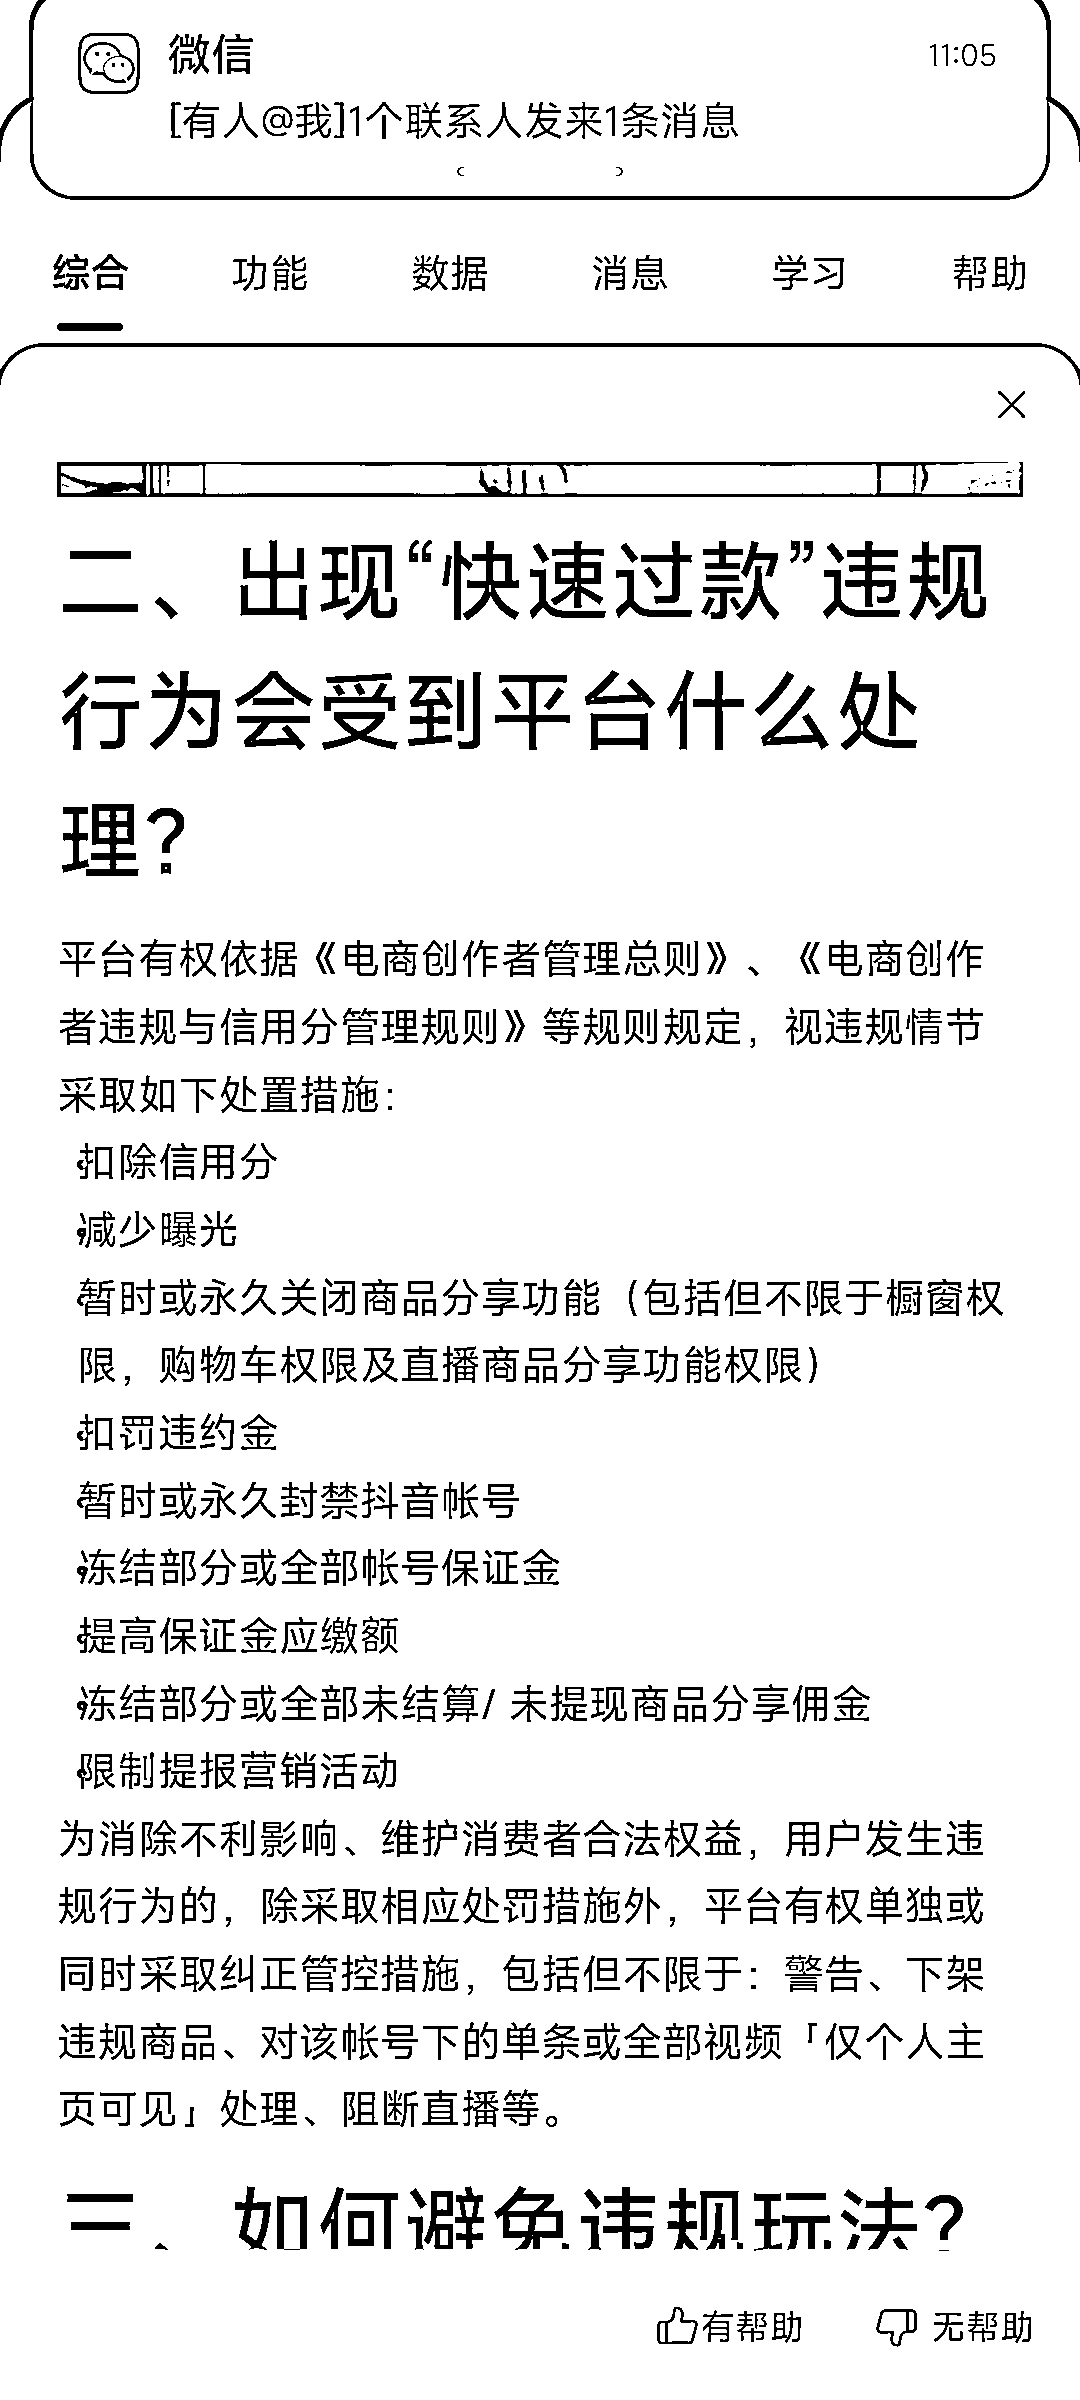 微信
11:05
[有人@我]1个联系人发来1条消息
综合 功能 数据 消息 学习 帮助
二、出现“快速过款”违规
行为会受到平台什么处
理?
平台有权依据《电商创作者管理总则》、《电商创作
者违规与信用分管理规则》等规则规定，视违规情节
采取如下处置措施：
•扣除信用分
•减少曝光
•暂时或永久关闭商品分享功能（包括但不限于橱窗权
限，购物车权限及直播商品分享功能权限）
•扣罚违约金
•暂时或永久封禁抖音帐号
•冻结部分或全部帐号保证金
•提高保证金应缴额
•冻结部分或全部未结算/ 未提现商品分享佣金
•限制提报营销活动
为消除不利影响、维护消费者合法权益，用户发生违
规行为的，除采取相应处罚措施外，平台有权单独或
同时采取纠正管控措施，包括但不限于：警告、下架
违规商品、对该帐号下的单条或全部视频「仅个人主
页可见」处理、阻断直播等。
三、如何避免违规玩法?
有帮助 无帮助